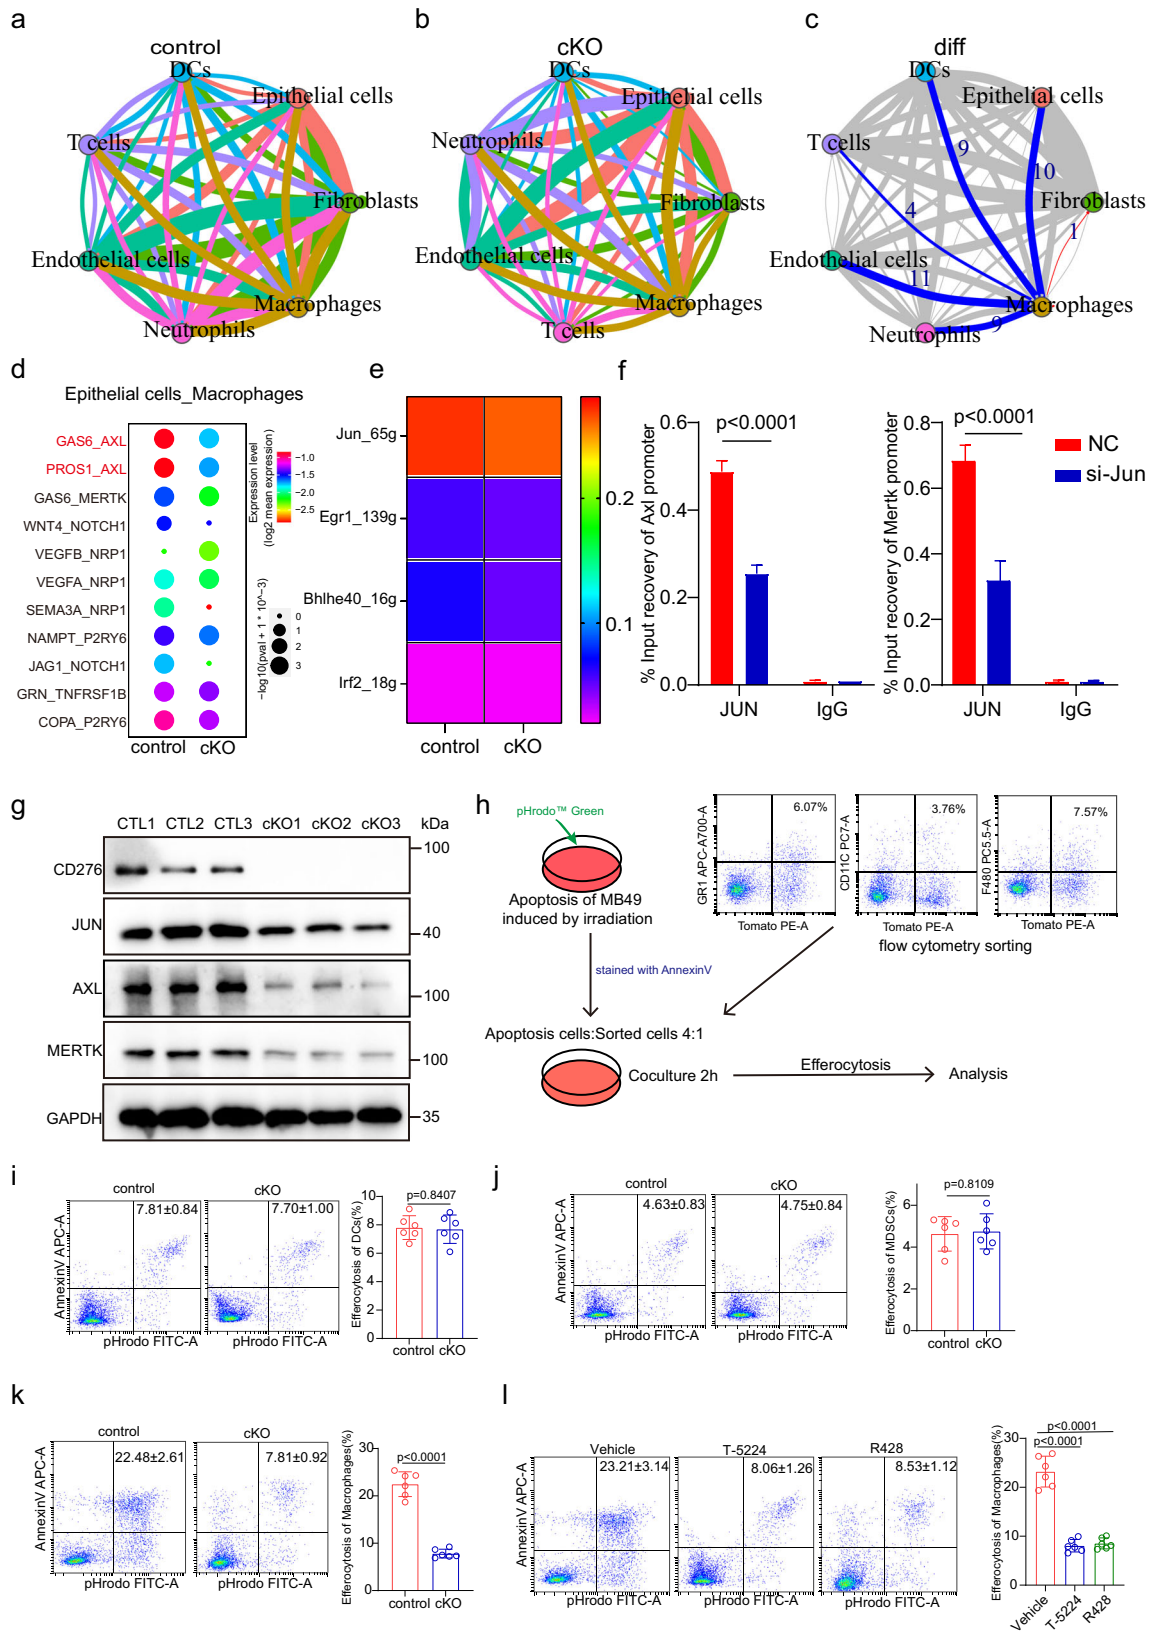 a
control
DCs
Epithelial cells
T cells
Fibroblasts
Endothelial cells
Macrophages
Neutrophils
b
cKO
DCs
Epithelial cells
Neutrophils
Fibroblasts
Endothelial cells
Macrophages
T cells
c
diff
DCs
Epithelial cells
T cells
9
10
Fibroblasts
4
1
Endothelial cells
11
Macrophages
9
Neutrophils
d
Epithelial cells_Macrophages
GAS6_AXL
PROS1_AXL
GAS6_MERTK
WNT4_NOTCH1
VEGFB_NRP1
VEGFA_NRP1
SEMA3A_NRP1
NAMPT_P2RY6
JAG1_NOTCH1
GRN_TNFRSF1B
COPA_P2RY6
control cKO
Expression level
(log2 mean expression)
−1.0
−1.5
−2.0
−2.5
−log10(pval + 1 * 10^−3)
0
1
2
3
e
Jun_65g
Egr1_139g
Bhlhe40_16g
Irf2_18g
control cKO
0.2
0.1
f
% Input recovery of Axl promoter
0.6
0.4
0.2
0.0
p<0.0001
JUN IgG
% Input recovery of Mertk promoter
0.8
0.6
0.4
0.2
0.0
p<0.0001
JUN IgG
NC
si-Jun
g
CTL1 CTL2 CTL3 cKO1 cKO2 cKO3 kDa
CD276 100
JUN 40
AXL 100
MERTK 100
GAPDH 35
h
pHrodo™ Green
Apoptosis of MB49
induced by irradiation
stained with AnnexinV
GR1 APC-A700-A
6.07%
Tomato PE-A
CD11C PC7-A
3.76%
Tomato PE-A
F480 PC5.5-A
7.57%
Tomato PE-A
flow cytometry sorting
Apoptosis cells:Sorted cells 4:1
Coculture 2h
Efferocytosis
Analysis
i
control
7.81±0.84
cKO
7.70±1.00
AnnexinV APC-A
pHrodo FITC-A pHrodo FITC-A
Efferocytosis of DCs(%)
10
8
6
4
2
0
p=0.8407
control cKO
j
control
4.63±0.83
cKO
4.75±0.84
AnnexinV APC-A
pHrodo FITC-A pHrodo FITC-A
Efferocytosis of MDSCs(%)
6
4
2
0
p=0.8109
control cKO
k
control
22.48±2.61
cKO
7.81±0.92
AnnexinV APC-A
pHrodo FITC-A pHrodo FITC-A
Efferocytosis of Macrophages(%)
30
20
10
0
p<0.0001
control cKO
l
Vehicle
23.21±3.14
T-5224
8.06±1.26
R428
8.53±1.12
AnnexinV APC-A
pHrodo FITC-A pHrodo FITC-A pHrodo FITC-A
Efferocytosis of Macrophages(%)
30
20
10
0
p<0.0001
p<0.0001
Vehicle
T-5224
R428